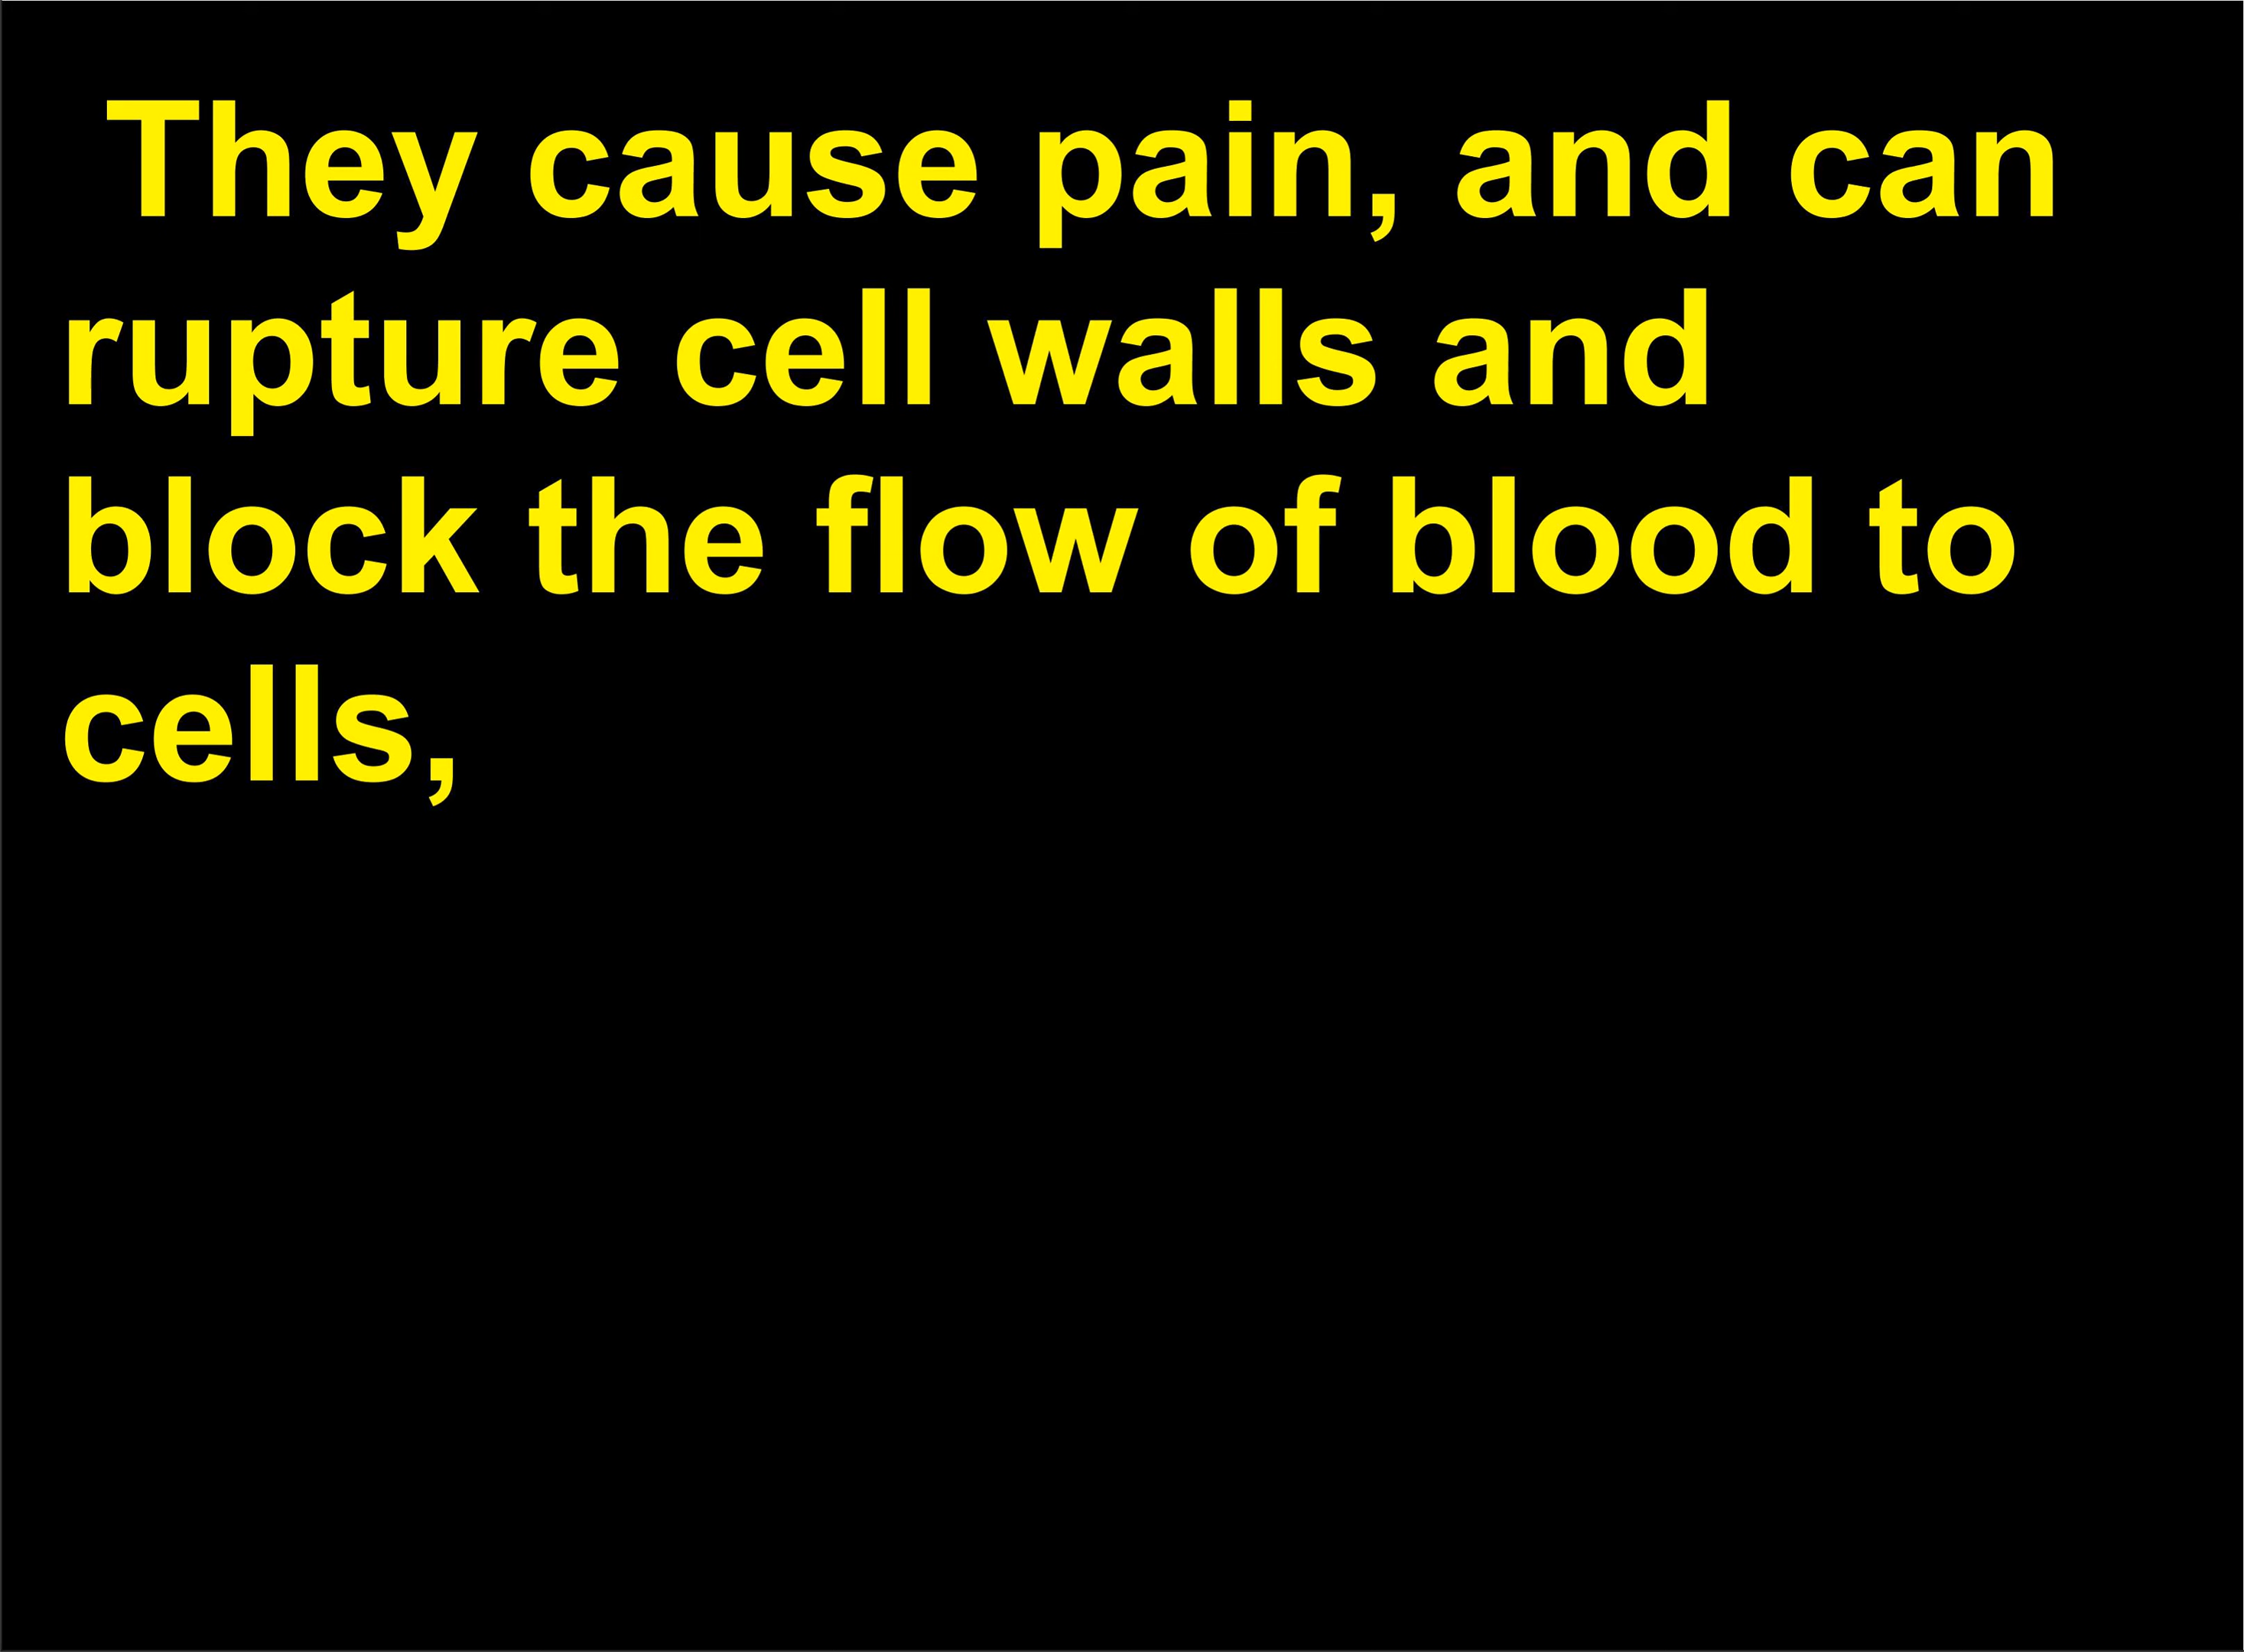 They cause pain, and can
rupture cell walls and
block the flow of blood to
cells,